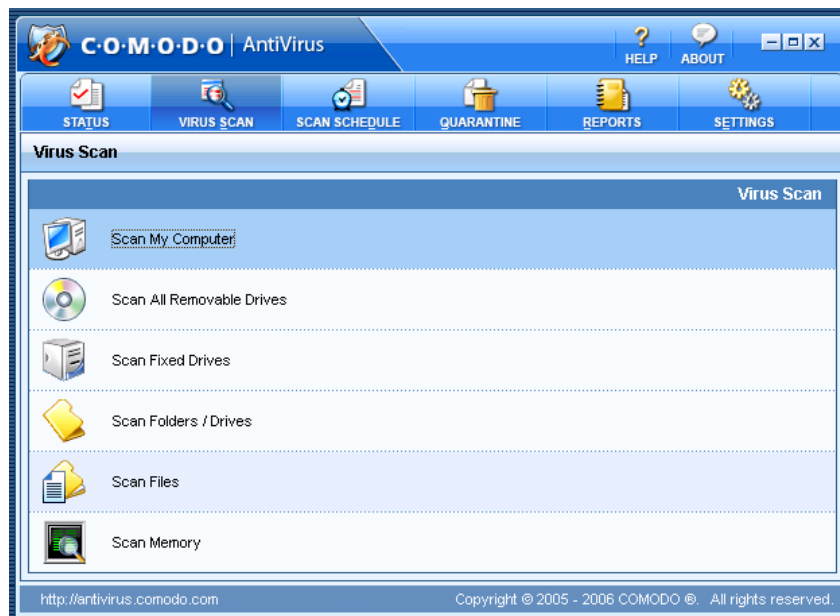 C·O·M·O·D·O | AntiVirus
HELP ABOUT
STATUS VIRUS SCAN SCAN SCHEDULE QUARANTINE REPORTS SETTINGS
Virus Scan
Virus Scan
Scan My Computer
Scan All Removable Drives
Scan Fixed Drives
Scan Folders / Drives
Scan Files
Scan Memory
http://antivirus.comodo.com Copyright © 2005 - 2006 COMODO ®. All rights reserved.